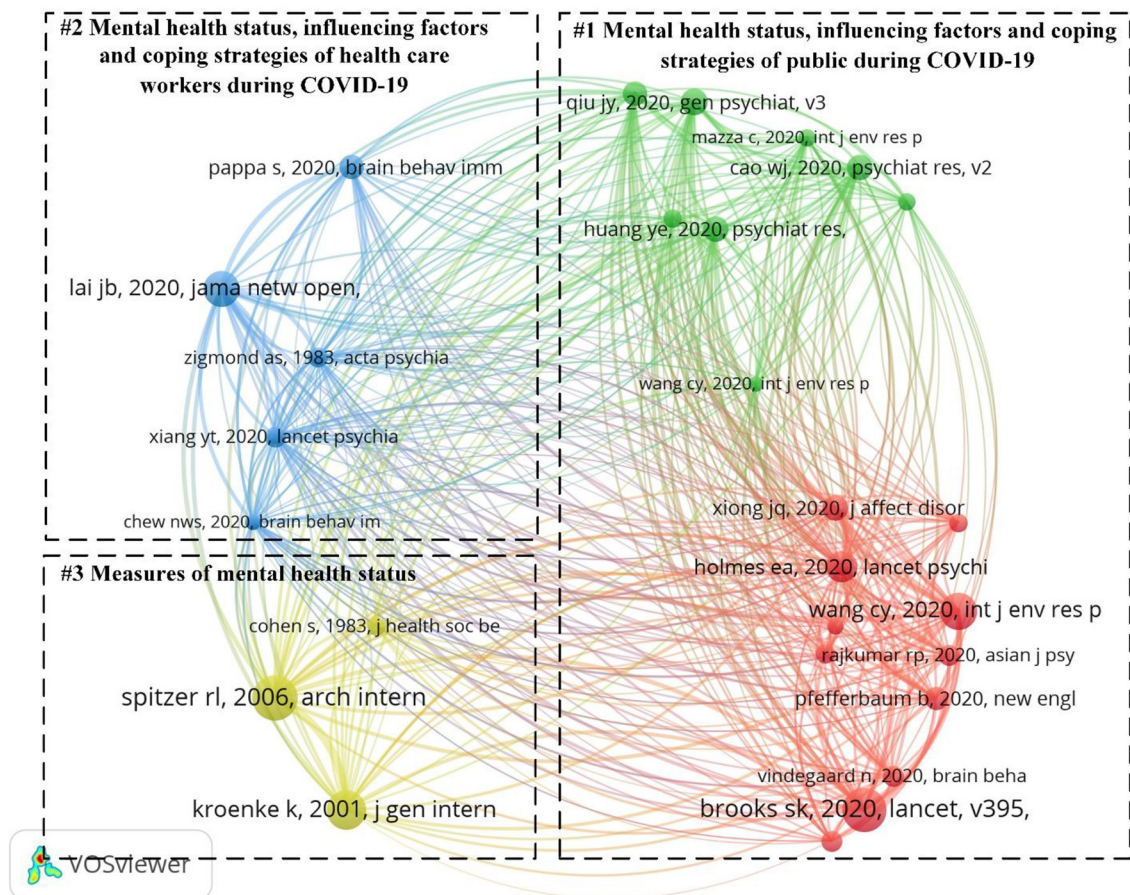 #2 Mental health status, influencing factors
and coping strategies of health care
workers during COVID-19
pappa s, 2020, brain behav imm
lai jb, 2020, jama netw open,
zigmond as, 1983, acta psychia
xiang yt, 2020, lancet psychia
chew nws, 2020, brain behav im
#3 Measures of mental health status
cohen s, 1983, j health soc be
spitzer rl, 2006, arch intern
kroenke k, 2001, j gen intern
#1 Mental health status, influencing factors and coping
strategies of public during COVID-19
qiu jy, 2020, gen psychiat, v3
mazza c, 2020, int j env res p
cao wj, 2020, psychiat res, v2
huang ye, 2020, psychiat res,
wang cy, 2020, int j env res p
xiong jq, 2020, j affect disor
holmes ea, 2020, lancet psychi
wang cy, 2020, int j env res p
rajkumar rp, 2020, asian j psy
pfefferbaum b, 2020, new engl
vindegaard n, 2020, brain beha
brooks sk, 2020, lancet, v395,
VOSviewer